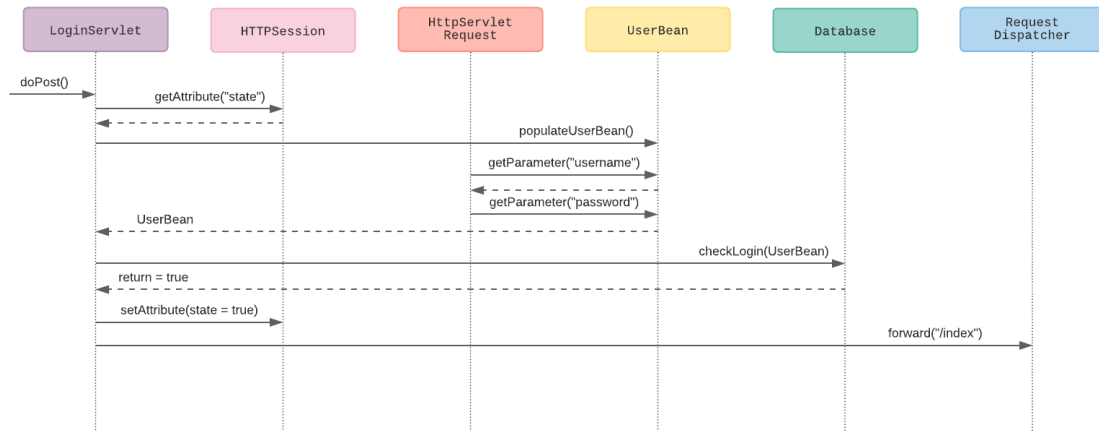 LoginServlet
HTTPSession
HttpServlet
Request
UserBean
Database
Request
Dispatcher
doPost()
getAttribute("state")
populateUserBean()
getParameter("username")
getParameter("password")
UserBean
checkLogin(UserBean)
return = true
setAttribute(state = true)
forward("/index")